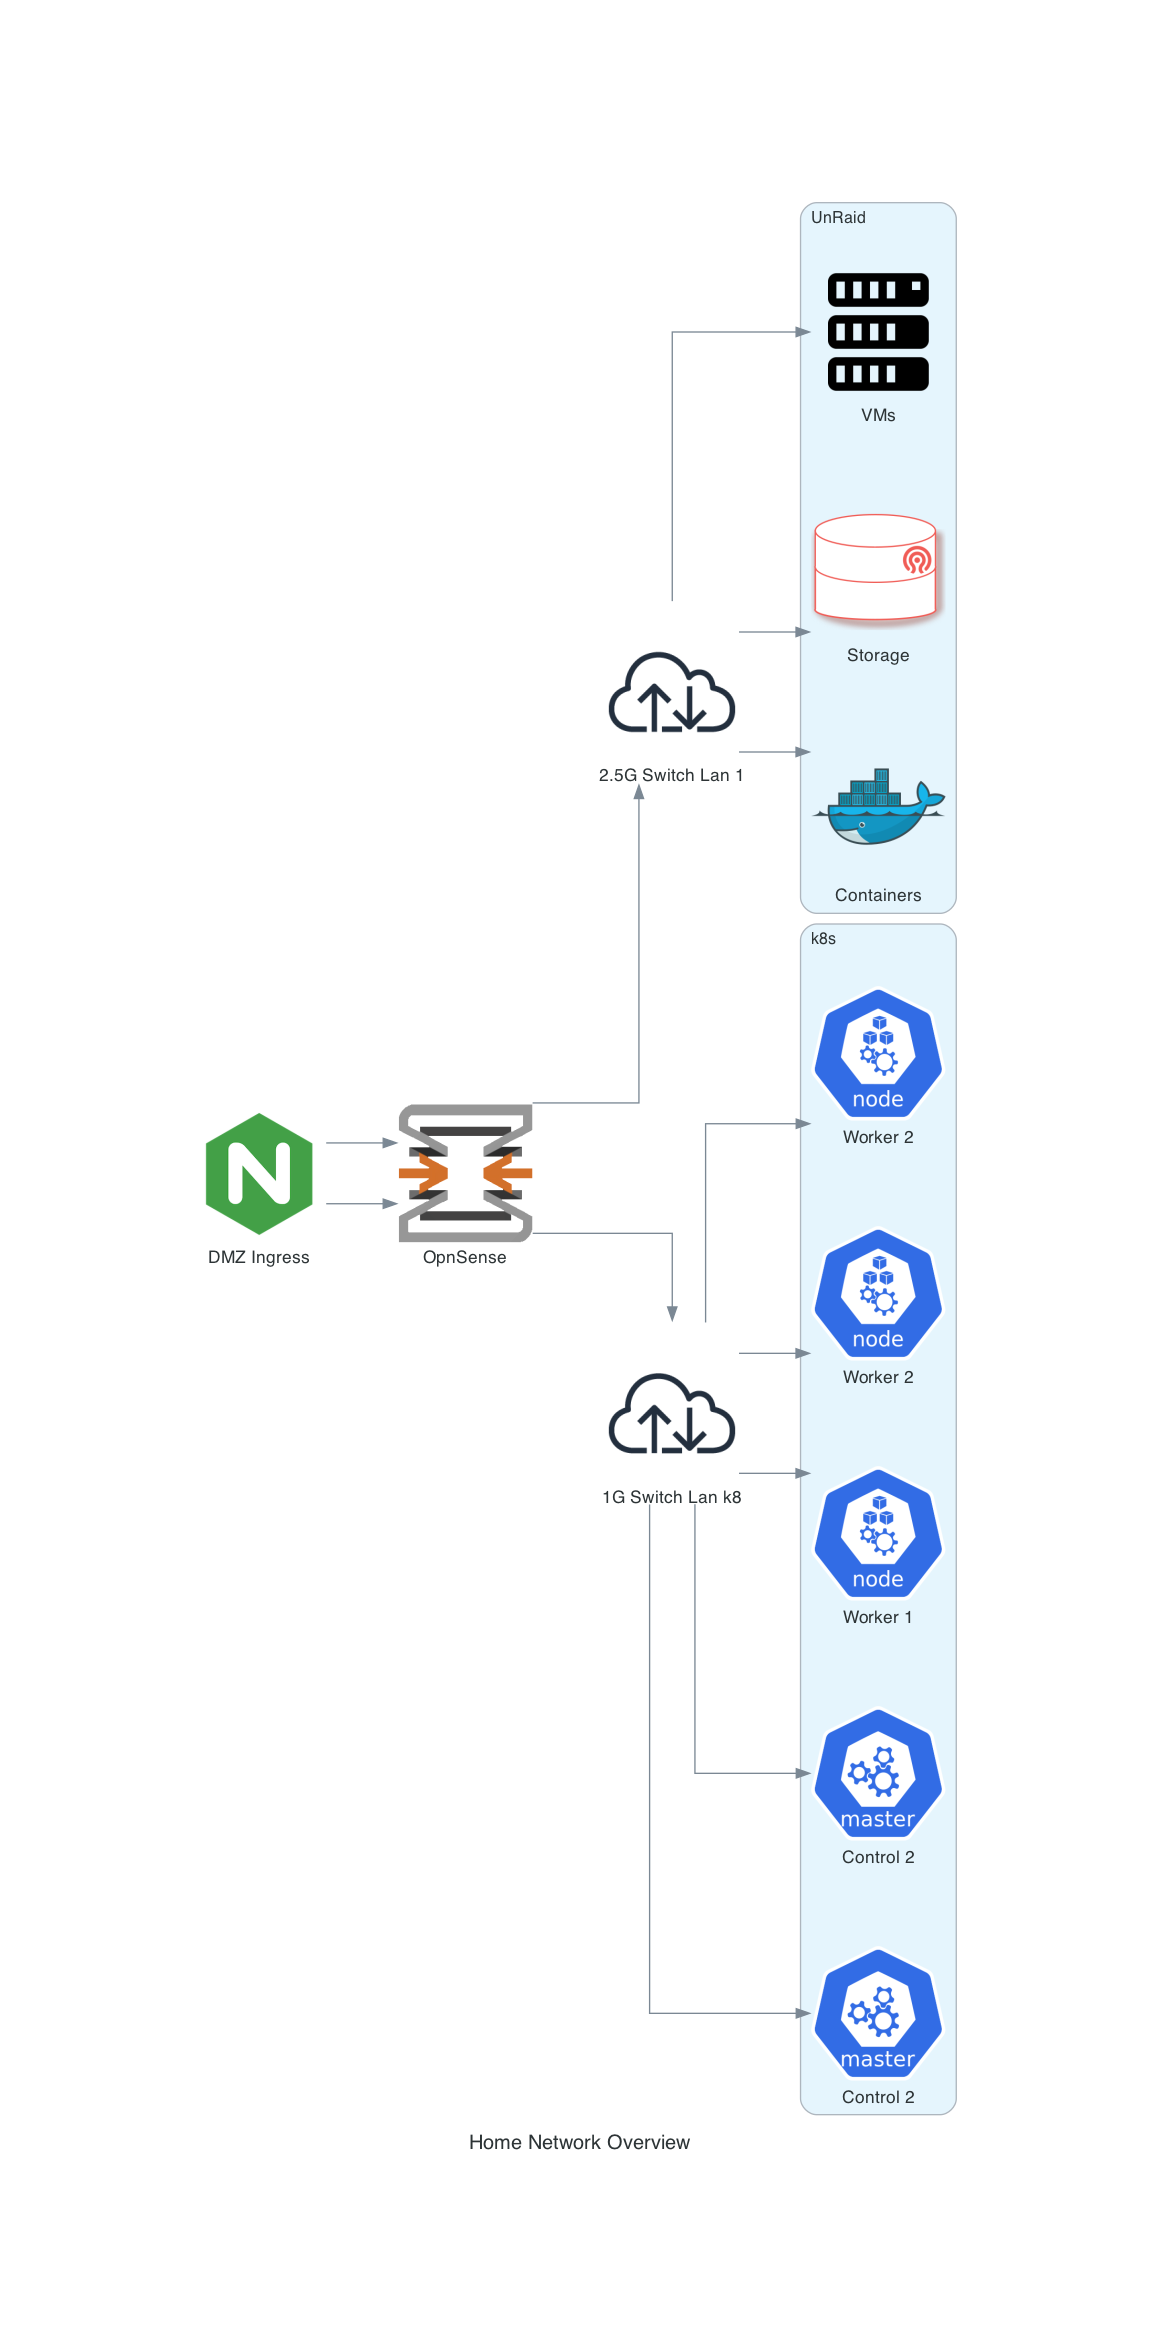 UnRaid
VMs
Storage
2.5G Switch Lan 1
Containers
k8s
node
Worker 2
DMZ Ingress
OpnSense
node
Worker 2
1G Switch Lan k8
node
Worker 1
master
Control 2
master
Control 2
Home Network Overview